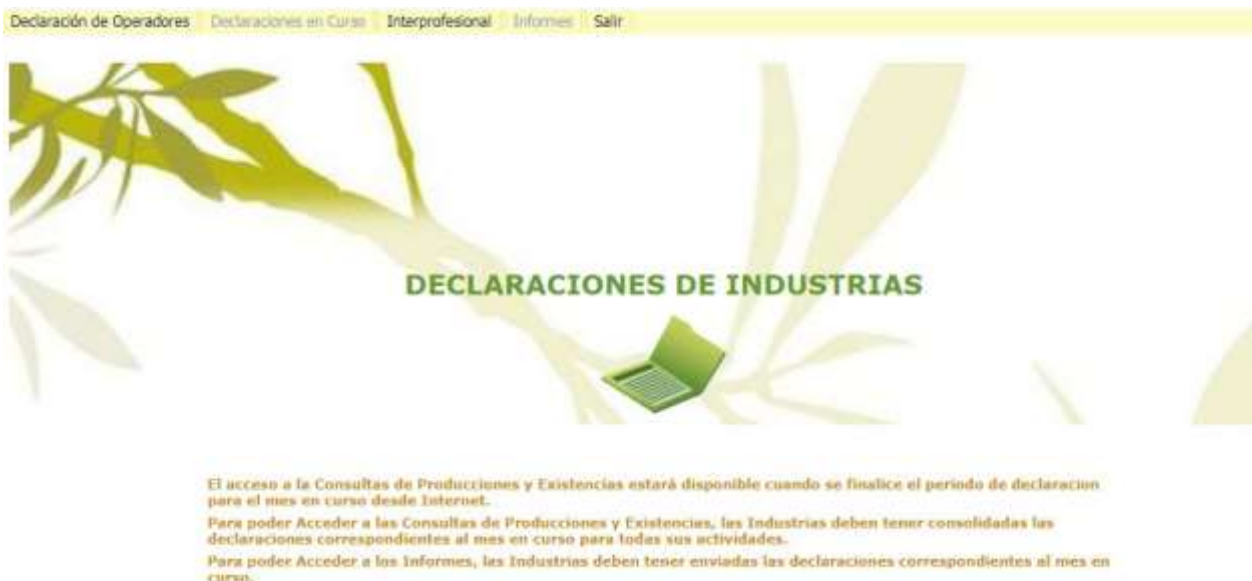 Declaración de Operadores Declaraciones en Curso Interprofesional Informes Salir
DECLARACIONES DE INDUSTRIAS
El acceso a la Consultas de Producciones y Existencias estará disponible cuando se finalice el periodo de declaracion
para el mes en curso desde Internet.
Para poder Acceder a las Consultas de Producciones y Existencias, las Industrias deben tener consolidadas las
declaraciones correspondientes al mes en curso para todas sus actividades.
Para poder Acceder a los Informes, las Industrias deben tener enviadas las declaraciones correspondientes al mes en
curso.